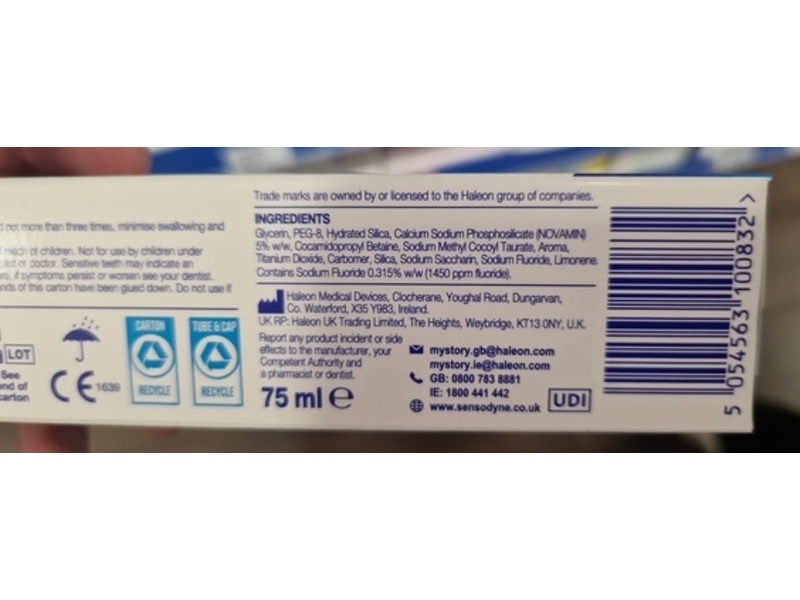 Trade marks are owned by or licensed to the Haleon group of companies.
not more than three times, minimise swallowing and
reach of children. Not for use by children under
or doctor. Sensitive teeth may indicate an
if symptoms persist or worsen see your dentist.
ends of this carton have been glued down. Do not use if
INGREDIENTS
Glycerin, PEG-8, Hydrated Silica, Calcium Sodium Phosphosilicate (NOVAMIN)
5% w/w, Cocamidopropyl Betaine, Sodium Methyl Cocoyl Taurate, Aroma,
Titanium Dioxide, Carbomer, Silica, Sodium Saccharin, Sodium Fluoride, Limonene.
Contains Sodium Fluoride 0.315% w/w (1450 ppm fluoride).
Haleon Medical Devices, Clocherane, Youghal Road, Dungarvan,
Co. Waterford, X35 Y983, Ireland.
UK RP: Haleon UK Trading Limited, The Heights, Weybridge, KT13 0NY, U.K.
LOT
See
end of
carton
CE 1639
CARTON
RECYCLE
TUBE & CAP
RECYCLE
Report any product incident or side
effects to the manufacturer, your
Competent Authority and
a pharmacist or dentist.
75 ml e
mystory.gb@haleon.com
mystory.ie@haleon.com
GB: 0800 783 8881
IE: 1800 441 442
www.sensodyne.co.uk
UDI
5 054563 100832 >